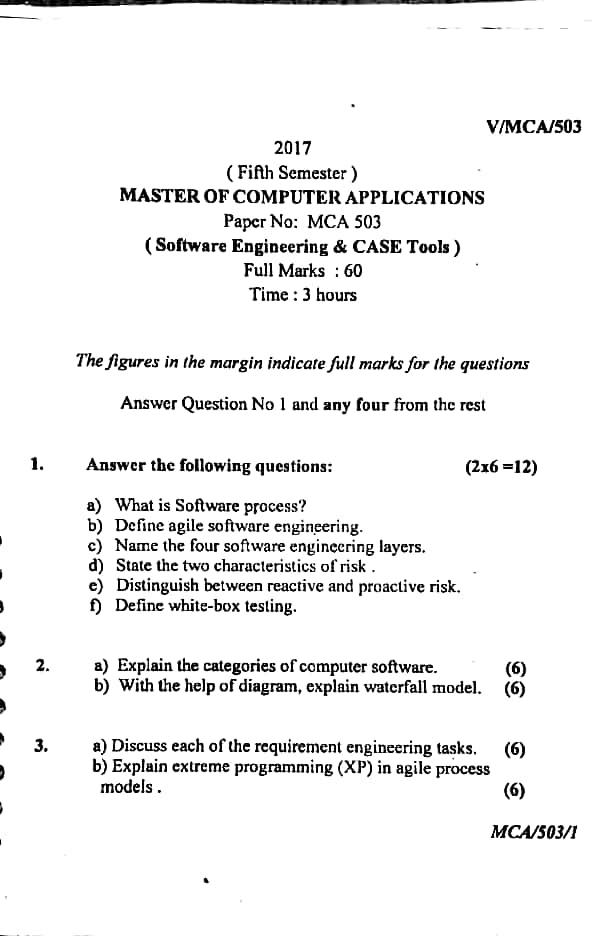 V/MCA/503
2017
( Fifth Semester )
MASTER OF COMPUTER APPLICATIONS
Paper No: MCA 503
( Software Engineering & CASE Tools )
Full Marks : 60
Time : 3 hours
The figures in the margin indicate full marks for the questions
Answer Question No 1 and any four from the rest
1. Answer the following questions: (2x6 =12)
a) What is Software process?
b) Define agile software engineering.
c) Name the four software engineering layers.
d) State the two characteristics of risk .
e) Distinguish between reactive and proactive risk.
f) Define white-box testing.
2. a) Explain the categories of computer software. (6)
b) With the help of diagram, explain waterfall model. (6)
3. a) Discuss each of the requirement engineering tasks. (6)
b) Explain extreme programming (XP) in agile process
models . (6)
MCA/503/1